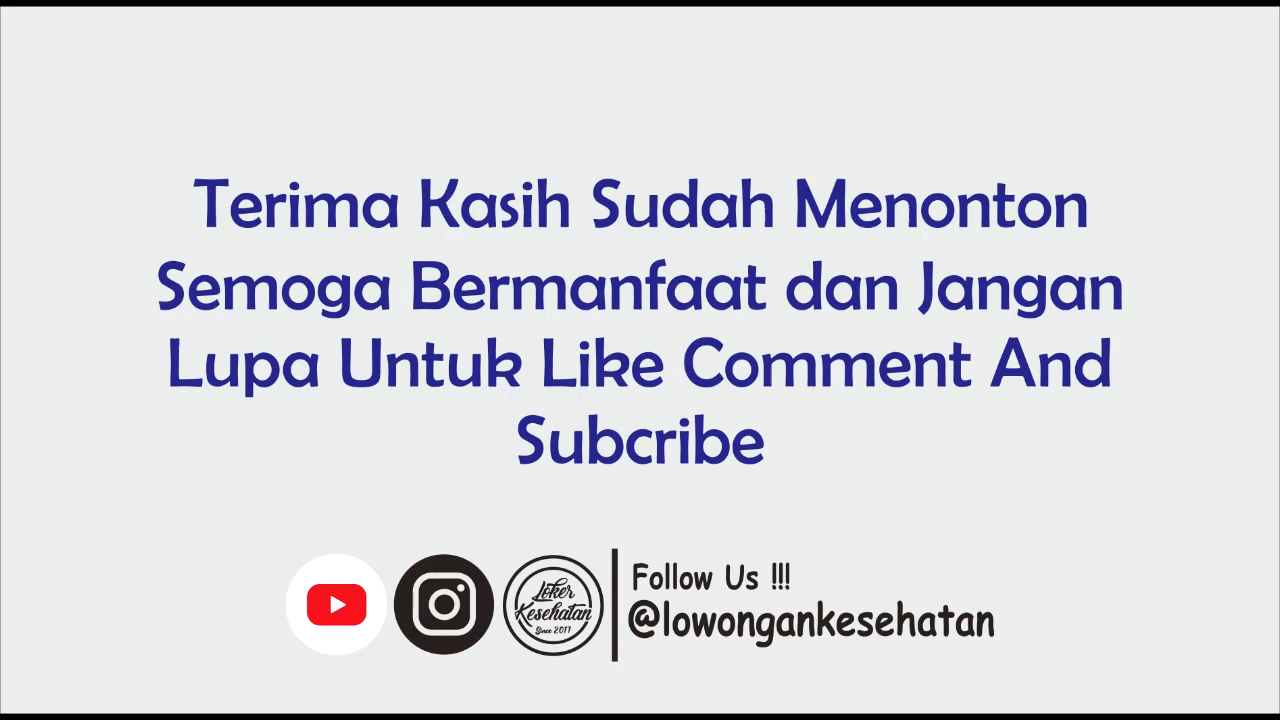 Terima Kasih Sudah Menonton
Semoga Bermanfaat dan Jangan
Lupa Untuk Like Comment And
Subcribe
Follow Us !!!
@lowongankesehatan
Loker
Kesehatan
Since 2017